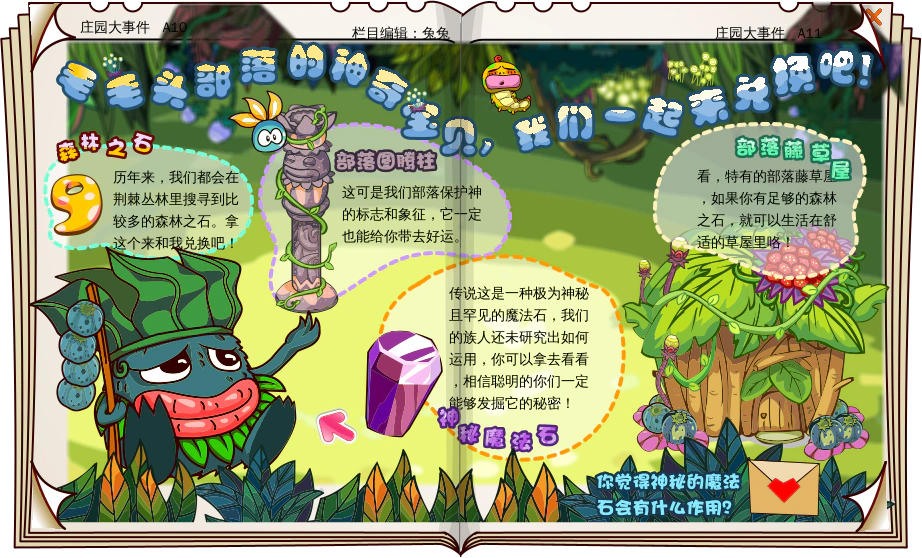 庄园大事件 A10
栏目编辑：兔兔
庄园大事件 A11
毛毛头部落的神奇宝贝，我们一起来兑换吧！
森林之石
历年来，我们都会在
荆棘丛林里搜寻到比
较多的森林之石。拿
这个来和我兑换吧！
部落图腾柱
这可是我们部落保护神
的标志和象征，它一定
也能给你带去好运。
部落藤草屋
看，特有的部落藤草屋
，如果你有足够的森林
之石，就可以生活在舒
适的草屋里咯！
传说这是一种极为神秘
且罕见的魔法石，我们
的族人还未研究出如何
运用，你可以拿去看看
，相信聪明的你们一定
能够发掘它的秘密！
神秘魔法石
你觉得神秘的魔法
石会有什么作用？